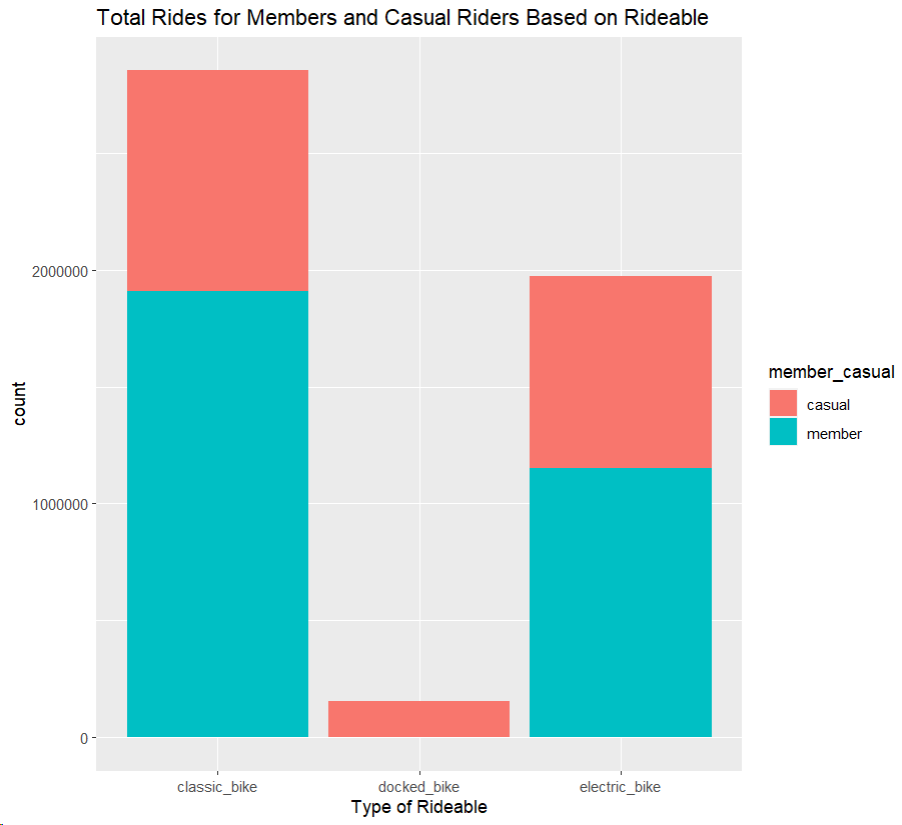 Total Rides for Members and Casual Riders Based on Rideable
2000000
1000000
0
count
classic_bike docked_bike electric_bike
Type of Rideable
member_casual
casual
member